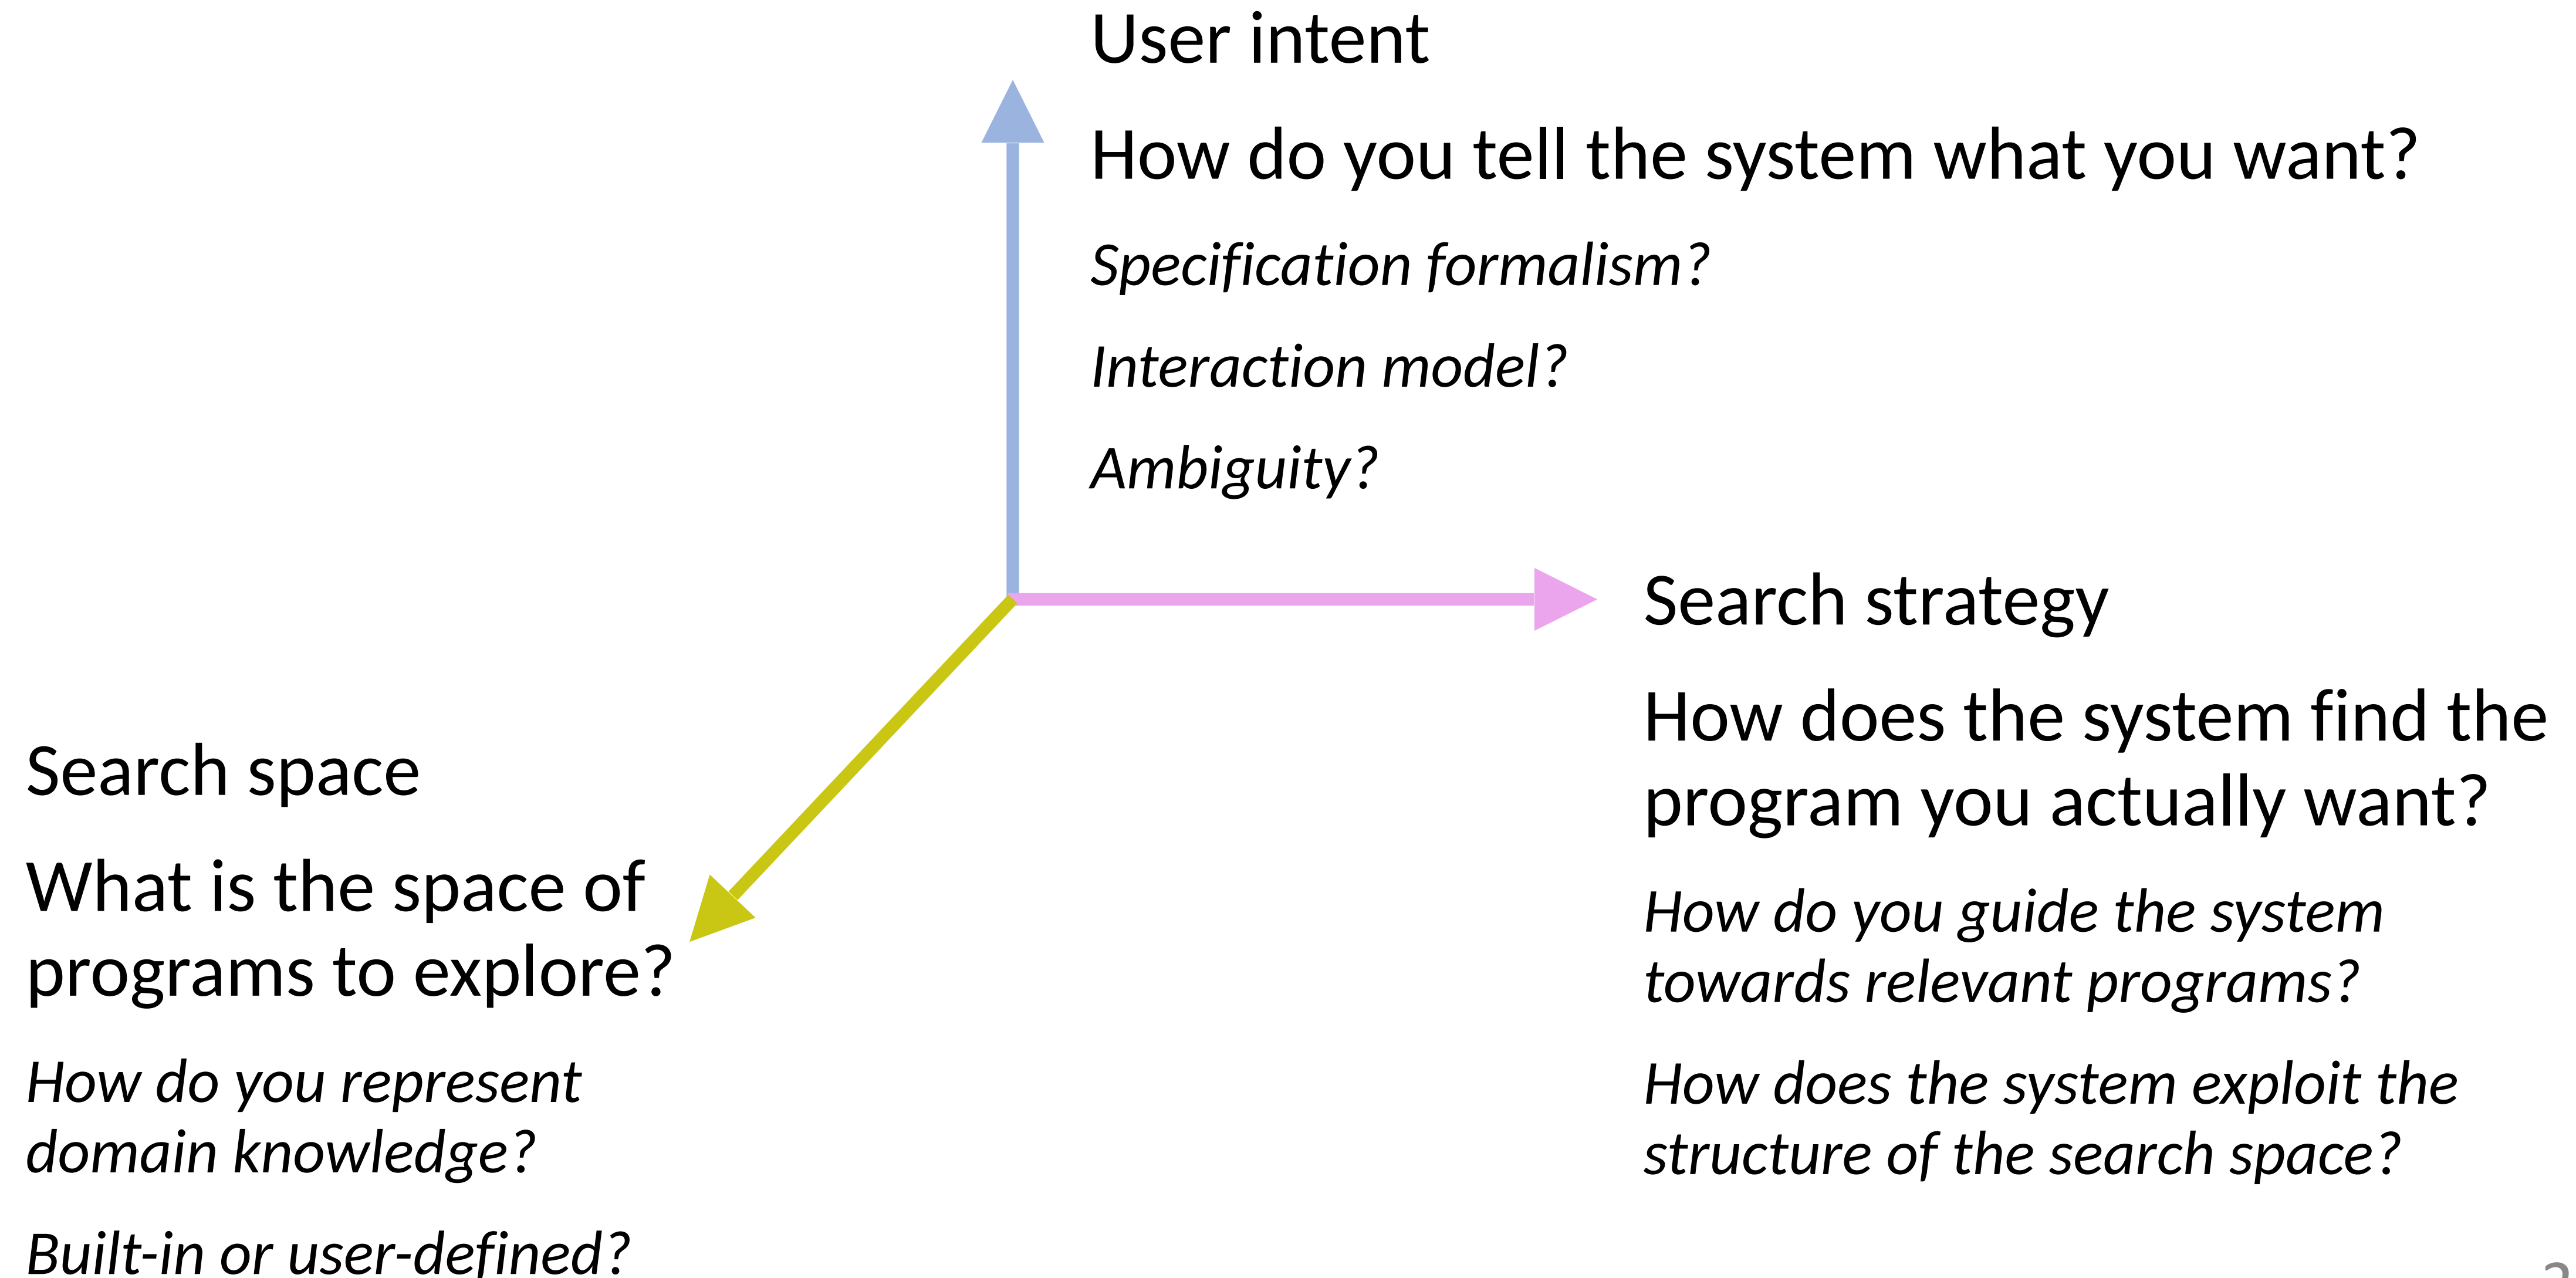 User intent
How do you tell the system what you want?
Specification formalism?
Interaction model?
Ambiguity?
Search strategy
How does the system find the
program you actually want?
How do you guide the system
towards relevant programs?
How does the system exploit the
structure of the search space?
Search space
What is the space of
programs to explore?
How do you represent
domain knowledge?
Built-in or user-defined?